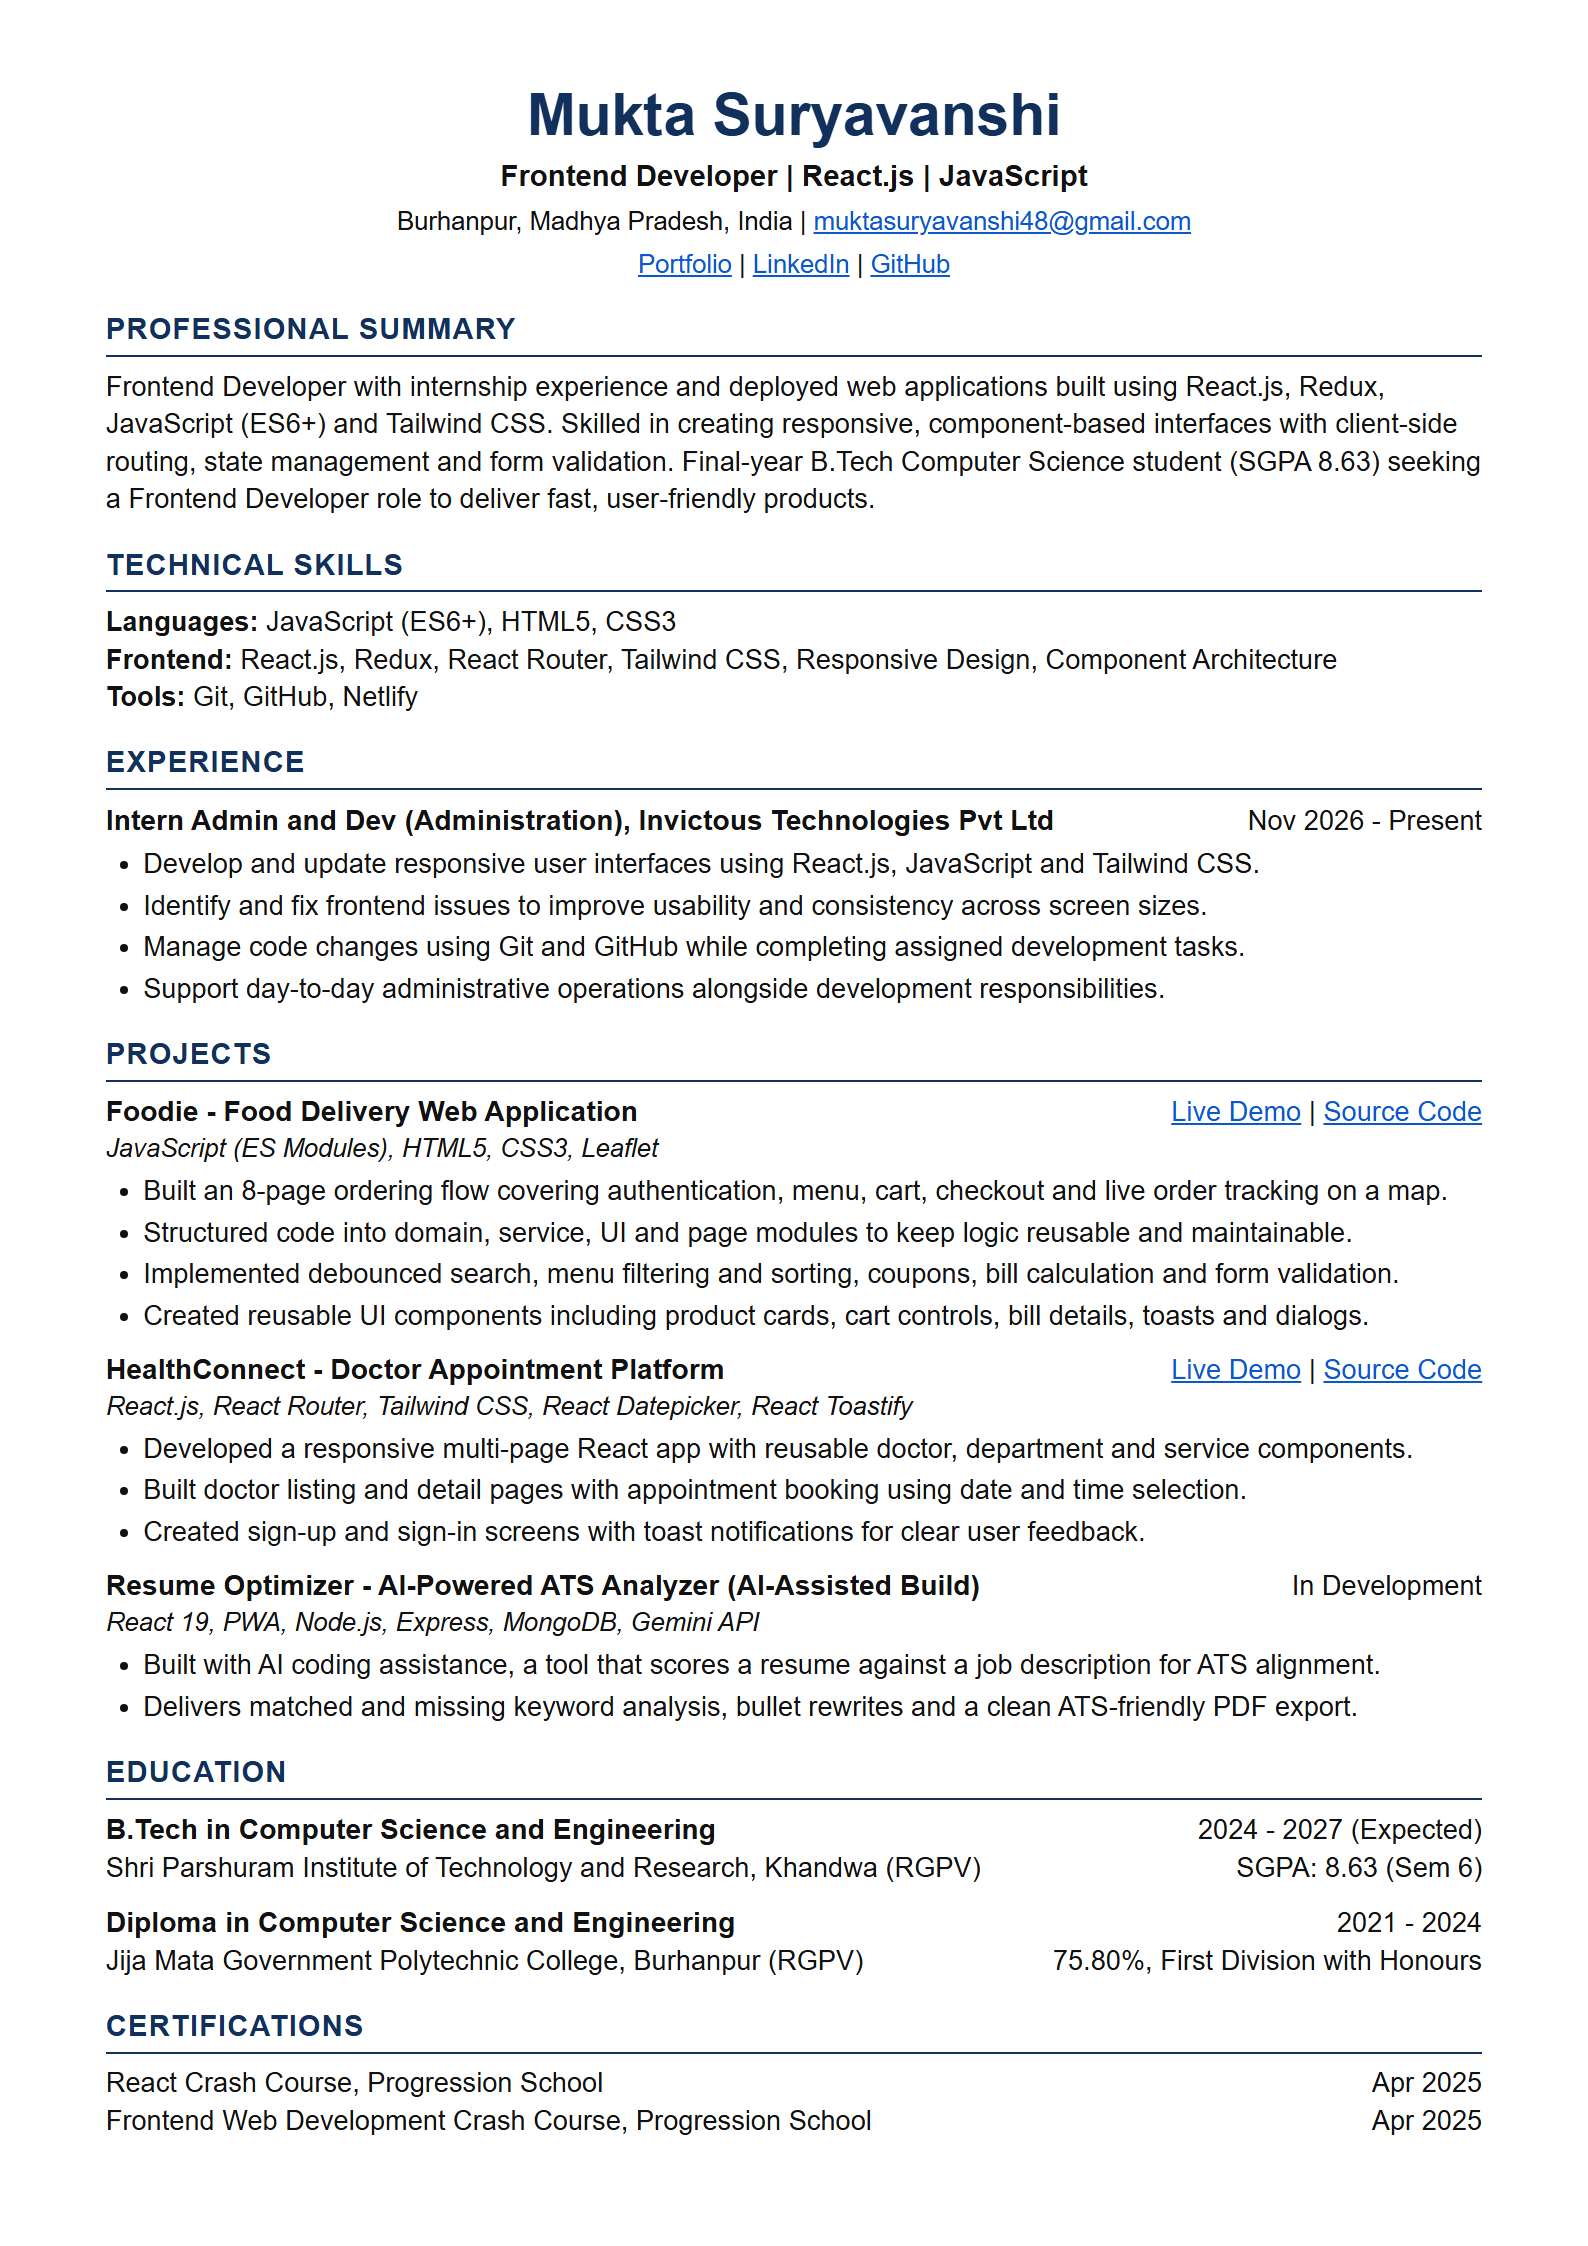 Mukta Suryavanshi
Frontend Developer | React.js | JavaScript
Burhanpur, Madhya Pradesh, India | muktasuryavanshi48@gmail.com
Portfolio | LinkedIn | GitHub
PROFESSIONAL SUMMARY
Frontend Developer with internship experience and deployed web applications built using React.js, Redux,
JavaScript (ES6+) and Tailwind CSS. Skilled in creating responsive, component-based interfaces with client-side
routing, state management and form validation. Final-year B.Tech Computer Science student (SGPA 8.63) seeking
a Frontend Developer role to deliver fast, user-friendly products.
TECHNICAL SKILLS
Languages: JavaScript (ES6+), HTML5, CSS3
Frontend: React.js, Redux, React Router, Tailwind CSS, Responsive Design, Component Architecture
Tools: Git, GitHub, Netlify
EXPERIENCE
Intern Admin and Dev (Administration), Invictous Technologies Pvt Ltd Nov 2026 - Present
• Develop and update responsive user interfaces using React.js, JavaScript and Tailwind CSS.
• Identify and fix frontend issues to improve usability and consistency across screen sizes.
• Manage code changes using Git and GitHub while completing assigned development tasks.
• Support day-to-day administrative operations alongside development responsibilities.
PROJECTS
Foodie - Food Delivery Web Application Live Demo | Source Code
JavaScript (ES Modules), HTML5, CSS3, Leaflet
• Built an 8-page ordering flow covering authentication, menu, cart, checkout and live order tracking on a map.
• Structured code into domain, service, UI and page modules to keep logic reusable and maintainable.
• Implemented debounced search, menu filtering and sorting, coupons, bill calculation and form validation.
• Created reusable UI components including product cards, cart controls, bill details, toasts and dialogs.
HealthConnect - Doctor Appointment Platform Live Demo | Source Code
React.js, React Router, Tailwind CSS, React Datepicker, React Toastify
• Developed a responsive multi-page React app with reusable doctor, department and service components.
• Built doctor listing and detail pages with appointment booking using date and time selection.
• Created sign-up and sign-in screens with toast notifications for clear user feedback.
Resume Optimizer - AI-Powered ATS Analyzer (AI-Assisted Build) In Development
React 19, PWA, Node.js, Express, MongoDB, Gemini API
• Built with AI coding assistance, a tool that scores a resume against a job description for ATS alignment.
• Delivers matched and missing keyword analysis, bullet rewrites and a clean ATS-friendly PDF export.
EDUCATION
B.Tech in Computer Science and Engineering 2024 - 2027 (Expected)
Shri Parshuram Institute of Technology and Research, Khandwa (RGPV) SGPA: 8.63 (Sem 6)
Diploma in Computer Science and Engineering 2021 - 2024
Jija Mata Government Polytechnic College, Burhanpur (RGPV) 75.80%, First Division with Honours
CERTIFICATIONS
React Crash Course, Progression School Apr 2025
Frontend Web Development Crash Course, Progression School Apr 2025